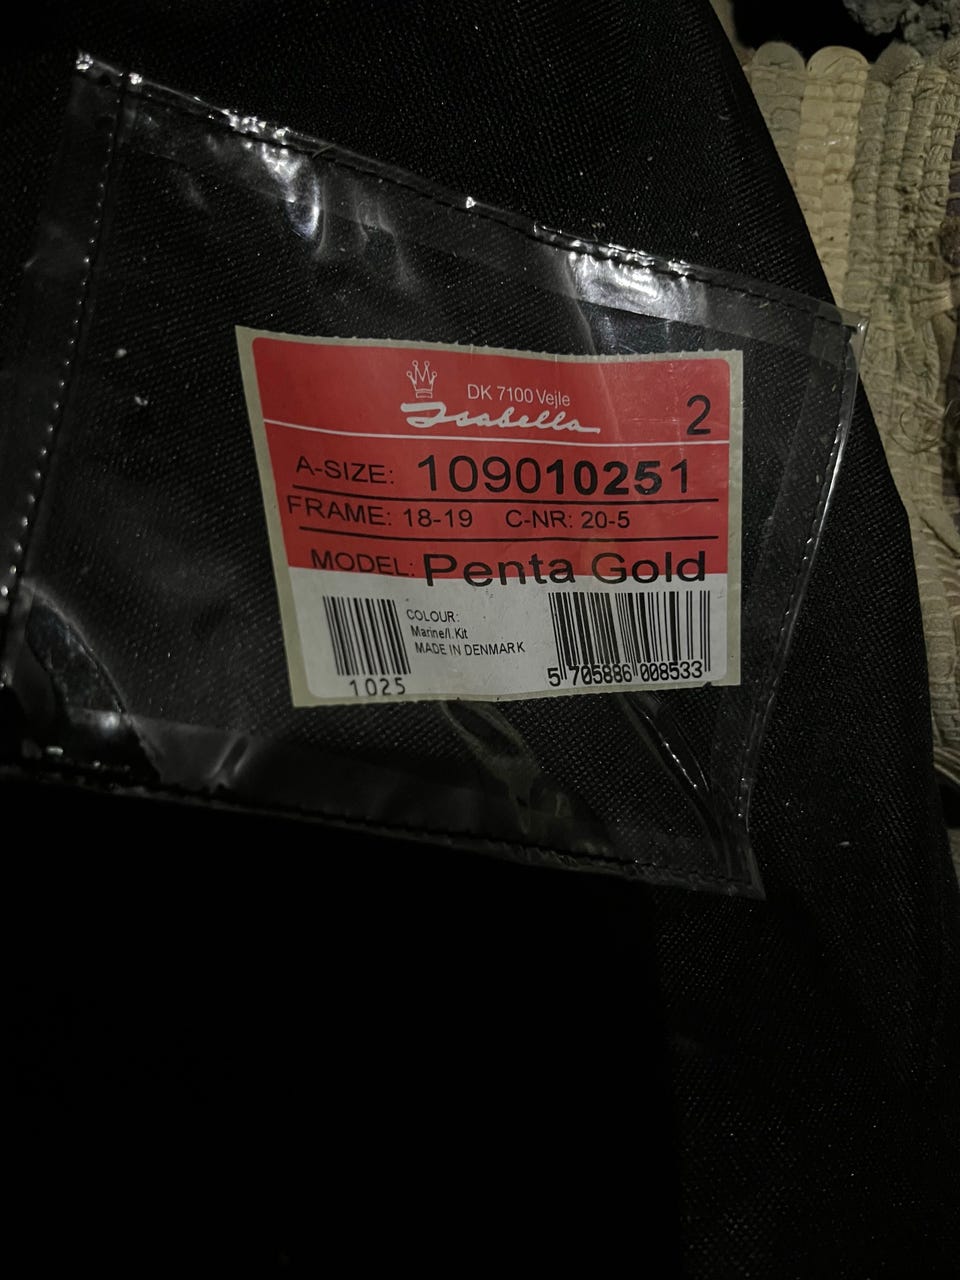 DK 7100 Vejle
Isabella
2
A-SIZE: 109010251
FRAME: 18-19 C-NR: 20-5
MODEL: Penta Gold
COLOUR:
Marine/l. Kit
MADE IN DENMARK
1025
5 705886 008533